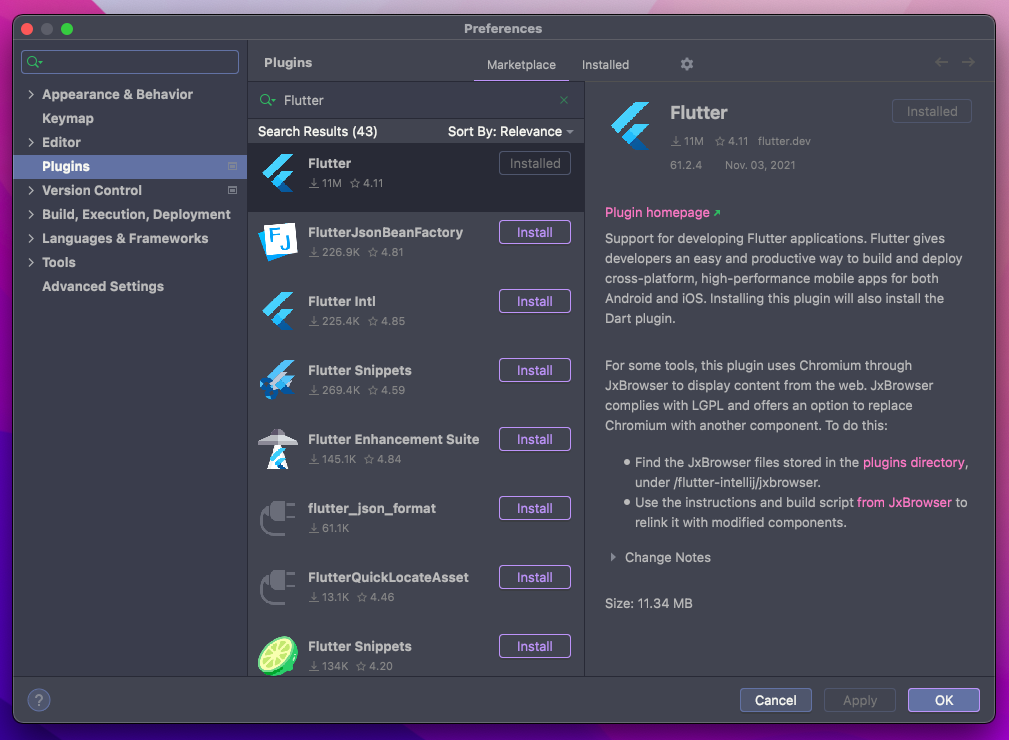 Preferences
Appearance & Behavior
Keymap
Editor
Plugins
Version Control
Build, Execution, Deployment
Languages & Frameworks
Tools
Advanced Settings
Plugins
Marketplace
Installed
Flutter
Search Results (43)
Sort By: Relevance
Flutter
Installed
11M 4.11
FlutterJsonBeanFactory
Install
226.9K 4.81
Flutter Intl
Install
225.4K 4.85
Flutter Snippets
Install
269.4K 4.59
Flutter Enhancement Suite
Install
145.1K 4.84
flutter_json_format
Install
61.1K
FlutterQuickLocateAsset
Install
13.1K 4.46
Flutter Snippets
Install
134K 4.20
Flutter
Installed
11M 4.11 flutter.dev
61.2.4 Nov. 03, 2021
Plugin homepage
Support for developing Flutter applications. Flutter gives
developers an easy and productive way to build and deploy
cross-platform, high-performance mobile apps for both
Android and iOS. Installing this plugin will also install the
Dart plugin.
For some tools, this plugin uses Chromium through
JxBrowser to display content from the web. JxBrowser
complies with LGPL and offers an option to replace
Chromium with another component. To do this:
Find the JxBrowser files stored in the plugins directory,
under /flutter-intellij/jxbrowser.
Use the instructions and build script from JxBrowser to
relink it with modified components.
Change Notes
Size: 11.34 MB
?
Cancel
Apply
OK